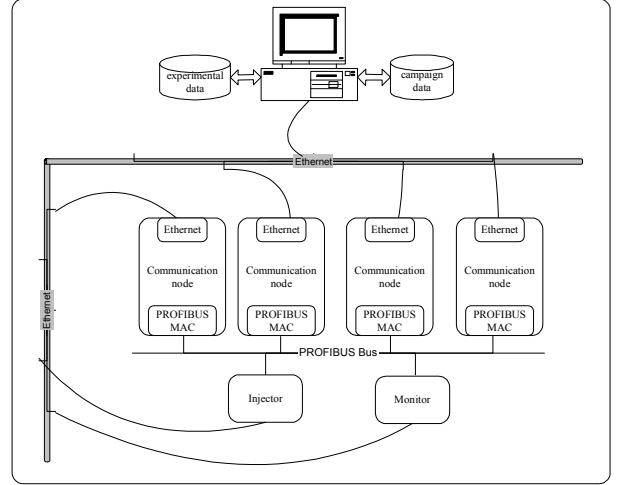 experimental
data
campaign
data
Ethernet
Ethernet
Ethernet
Ethernet
Ethernet
Communication
node
Communication
node
Communication
node
Communication
node
PROFIBUS
MAC
PROFIBUS
MAC
PROFIBUS
MAC
PROFIBUS
MAC
Ethernet
PROFIBUS Bus
Injector
Monitor